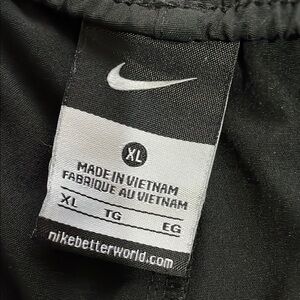 XL
MADE IN VIETNAM
FABRIQUE AU VIETNAM
XL TG EG
nikebetterworld.com